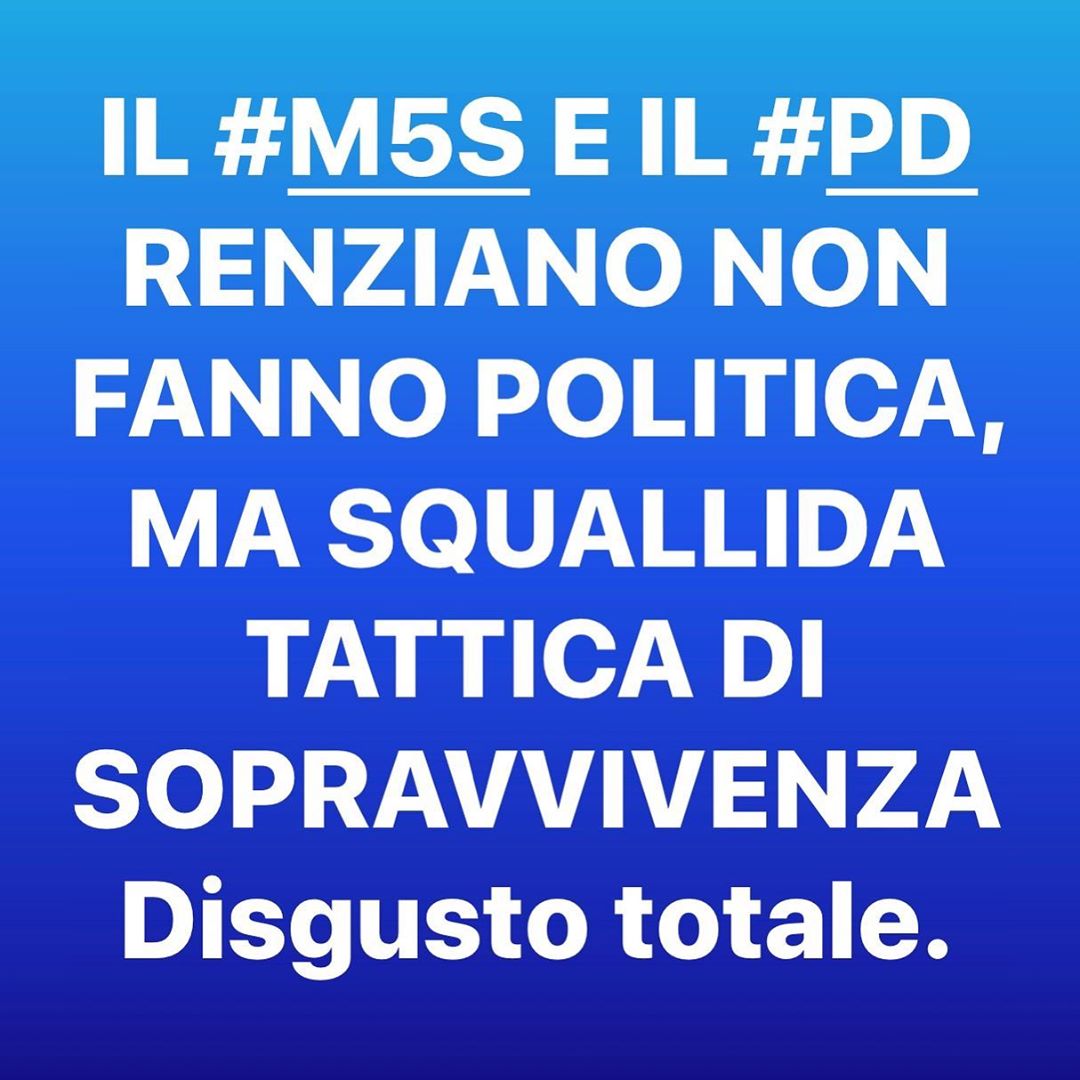 IL #M5S E IL #PD
RENZIANO NON
FANNO POLITICA,
MA SQUALLIDA
TATTICA DI
SOPRAVVIVENZA
Disgusto totale.